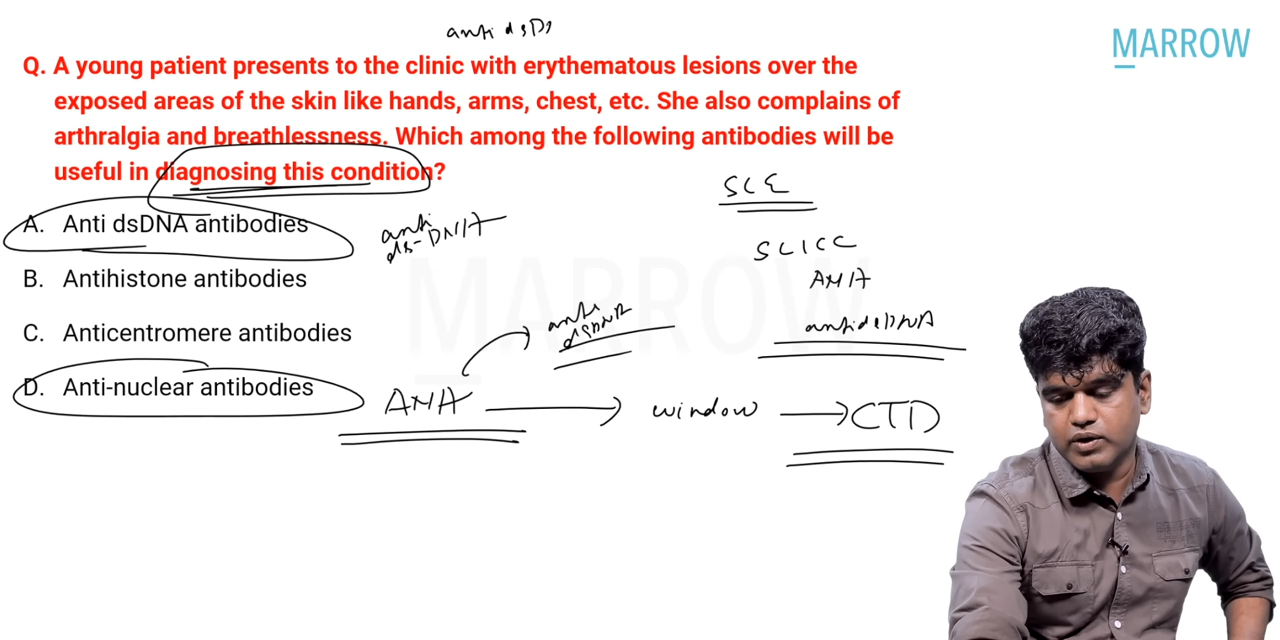 anti dsDs
MARROW
Q. A young patient presents to the clinic with erythematous lesions over the
exposed areas of the skin like hands, arms, chest, etc. She also complains of
arthralgia and breathlessness. Which among the following antibodies will be
useful in diagnosing this condition?
SLE
A. Anti dsDNA antibodies
anti
ds-DNA
SLICC
B. Antihistone antibodies
ANA
MARROW
anti
dsDNA
antidsDNA
C. Anticentromere antibodies
D. Anti-nuclear antibodies
ANA
window
CTD